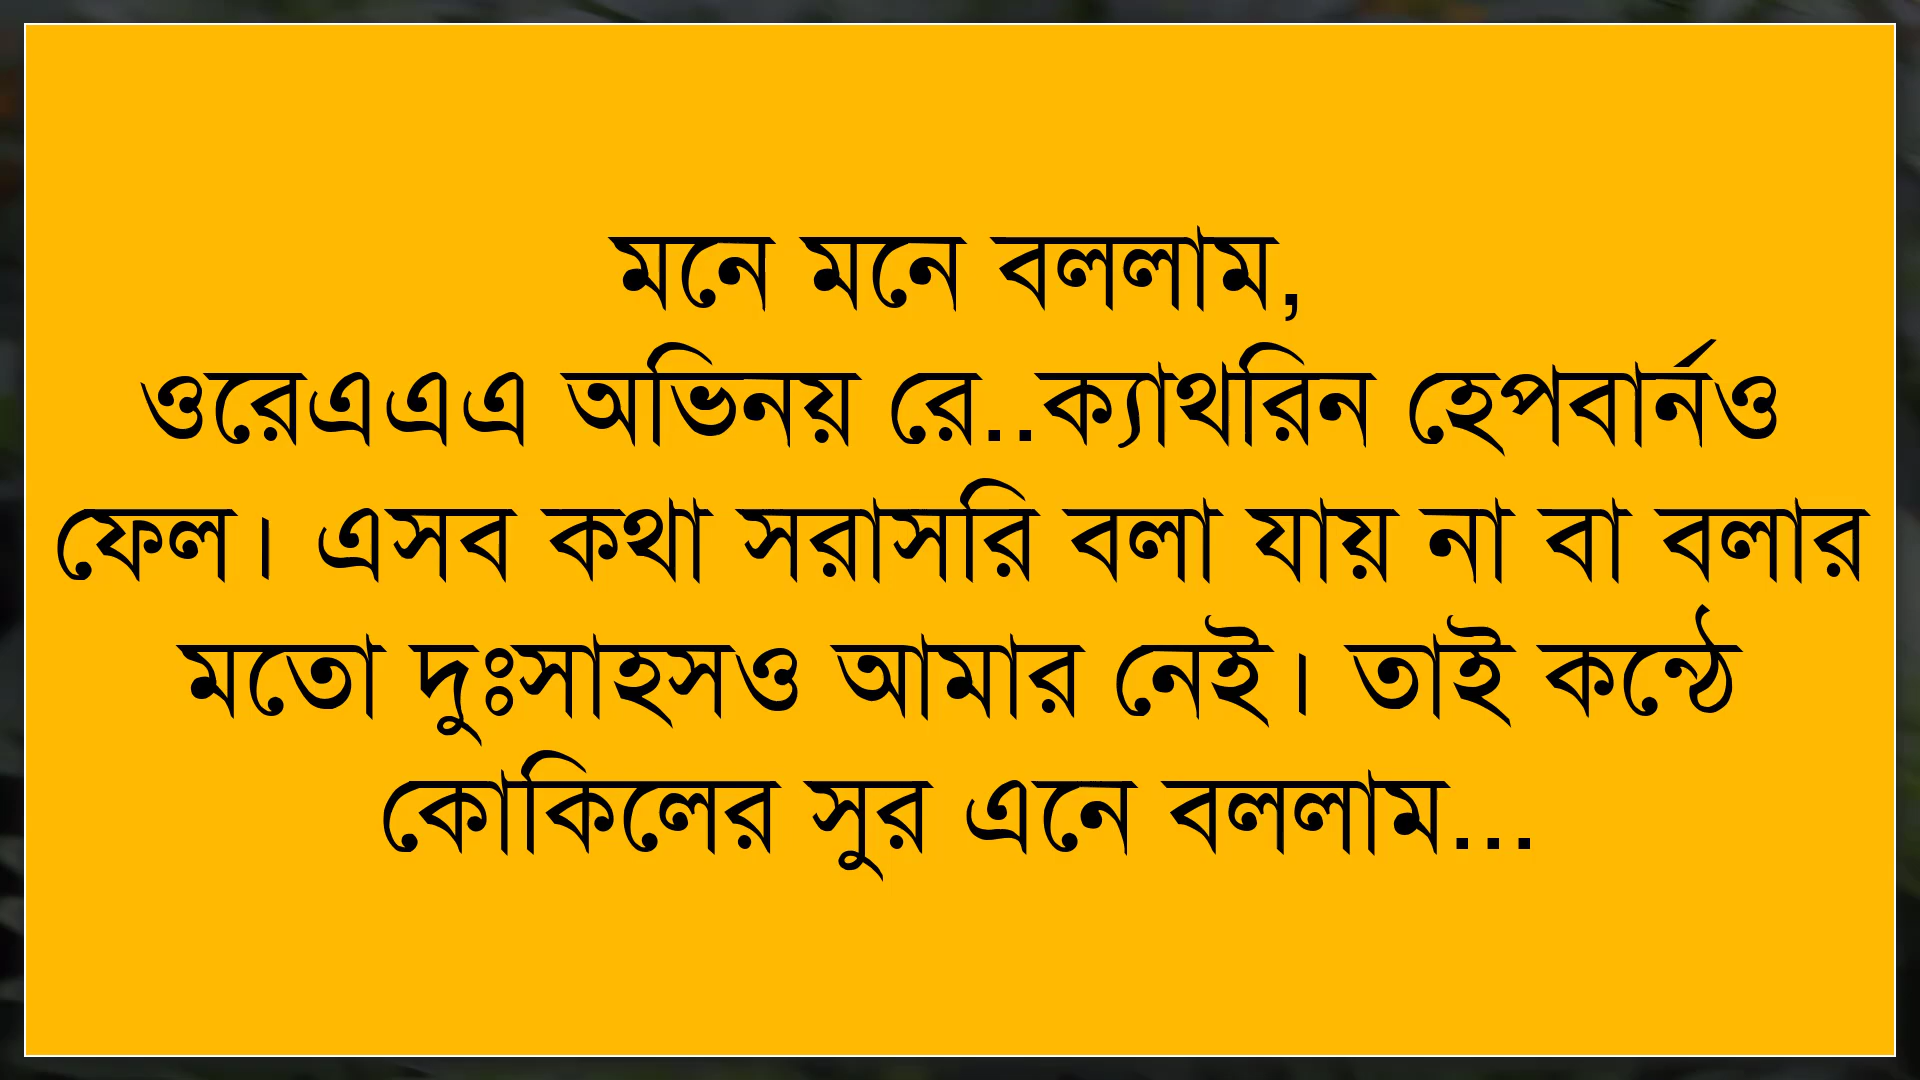 মনে মনে বললাম,
ওরেএএএ অভিনয় রে..ক্যাথরিন হেপবার্নও
ফেল। এসব কথা সরাসরি বলা যায় না বা বলার
মতো দুঃসাহসও আমার নেই। তাই কন্ঠে
কোকিলের সুর এনে বললাম...